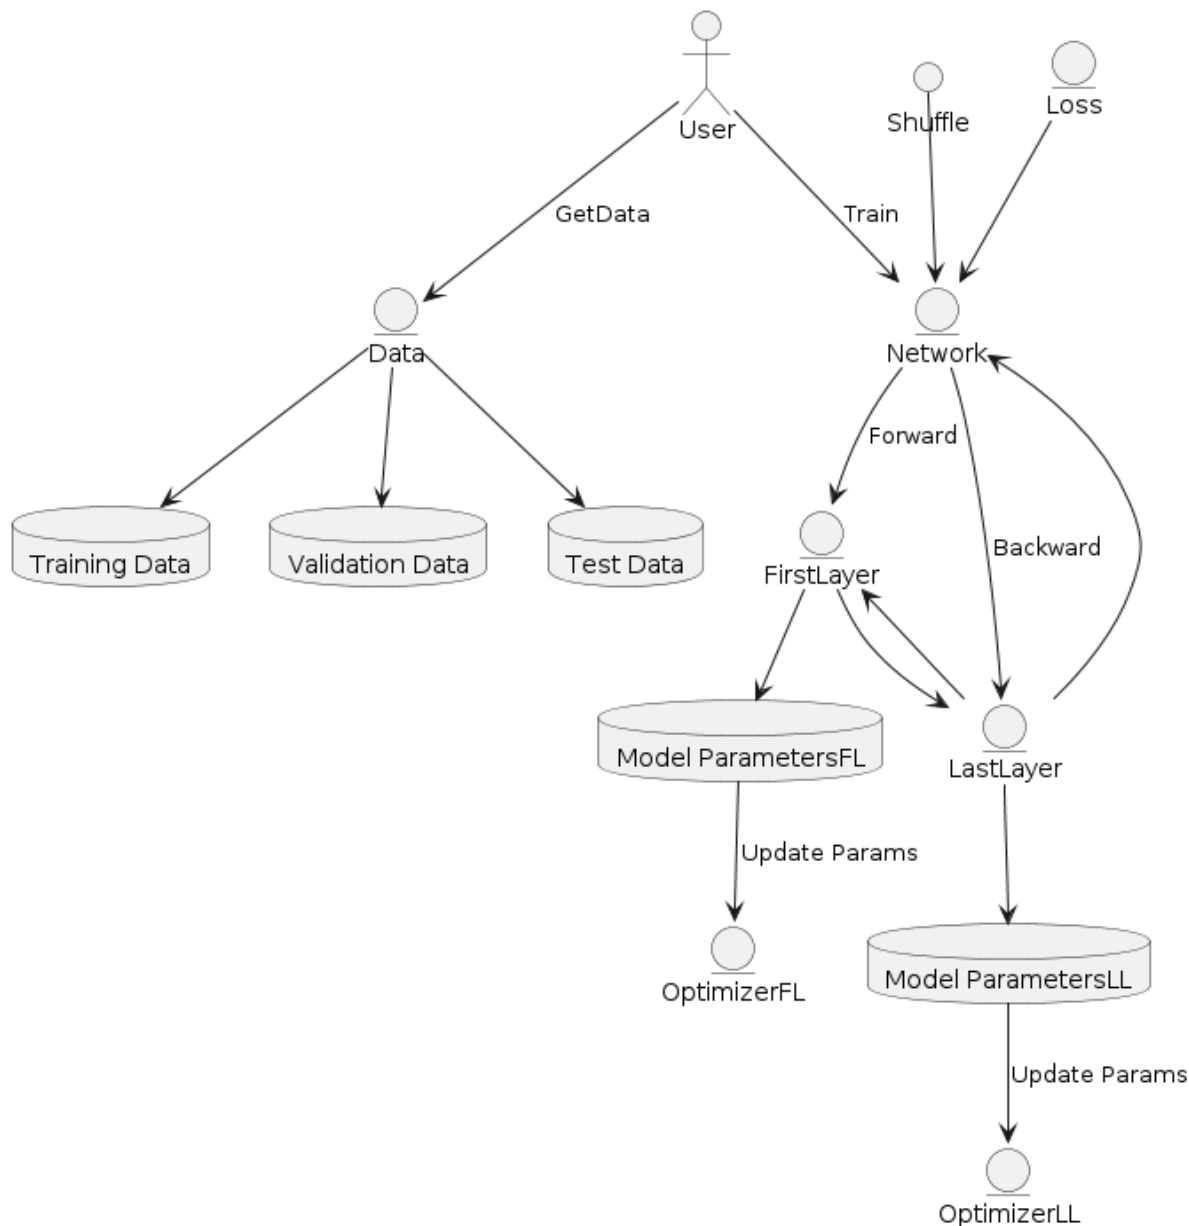 User
Shuffle
Loss
GetData
Train
Data
Network
Forward
Training Data
Validation Data
Test Data
Backward
FirstLayer
Model ParametersFL
LastLayer
Update Params
OptimizerFL
Model ParametersLL
Update Params
OptimizerLL